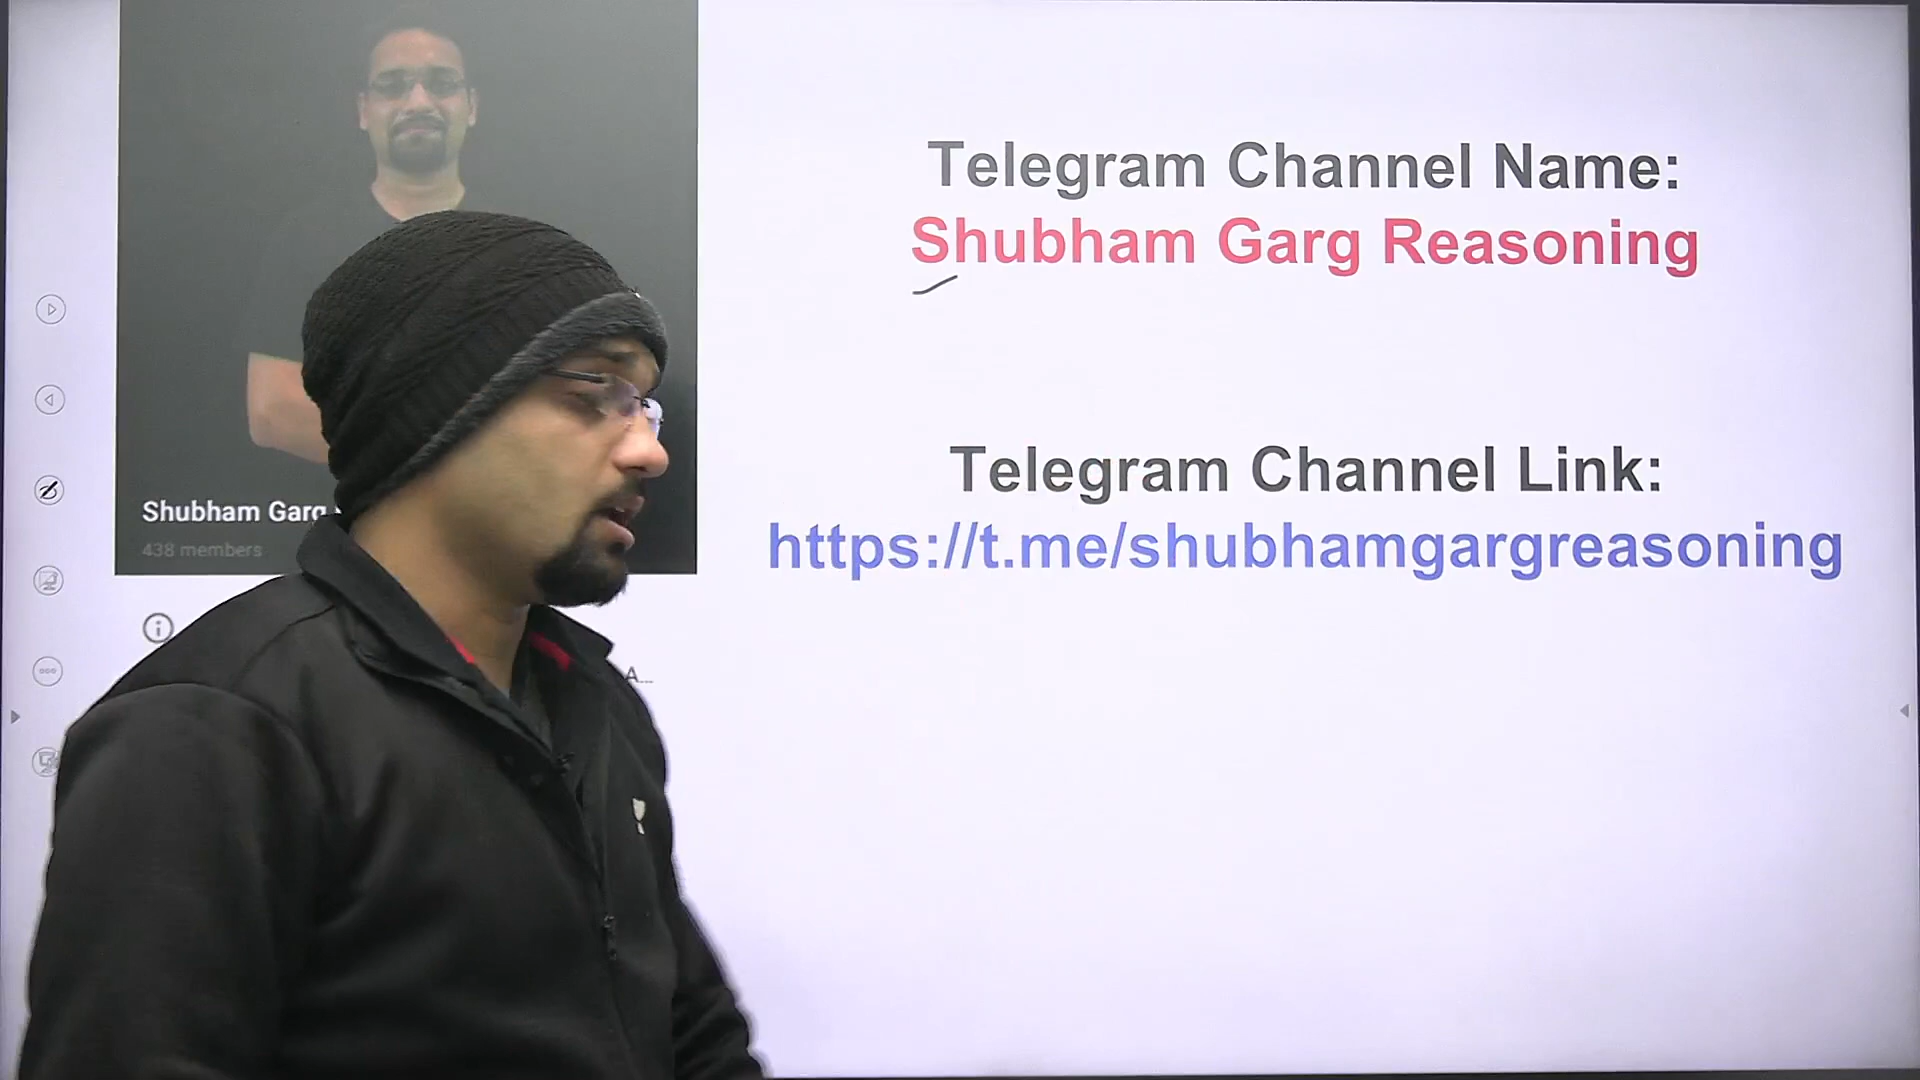 Telegram Channel Name:
Shubham Garg Reasoning
Telegram Channel Link:
https://t.me/shubhamgargreasoning
Shubham Garg
438 members
A...